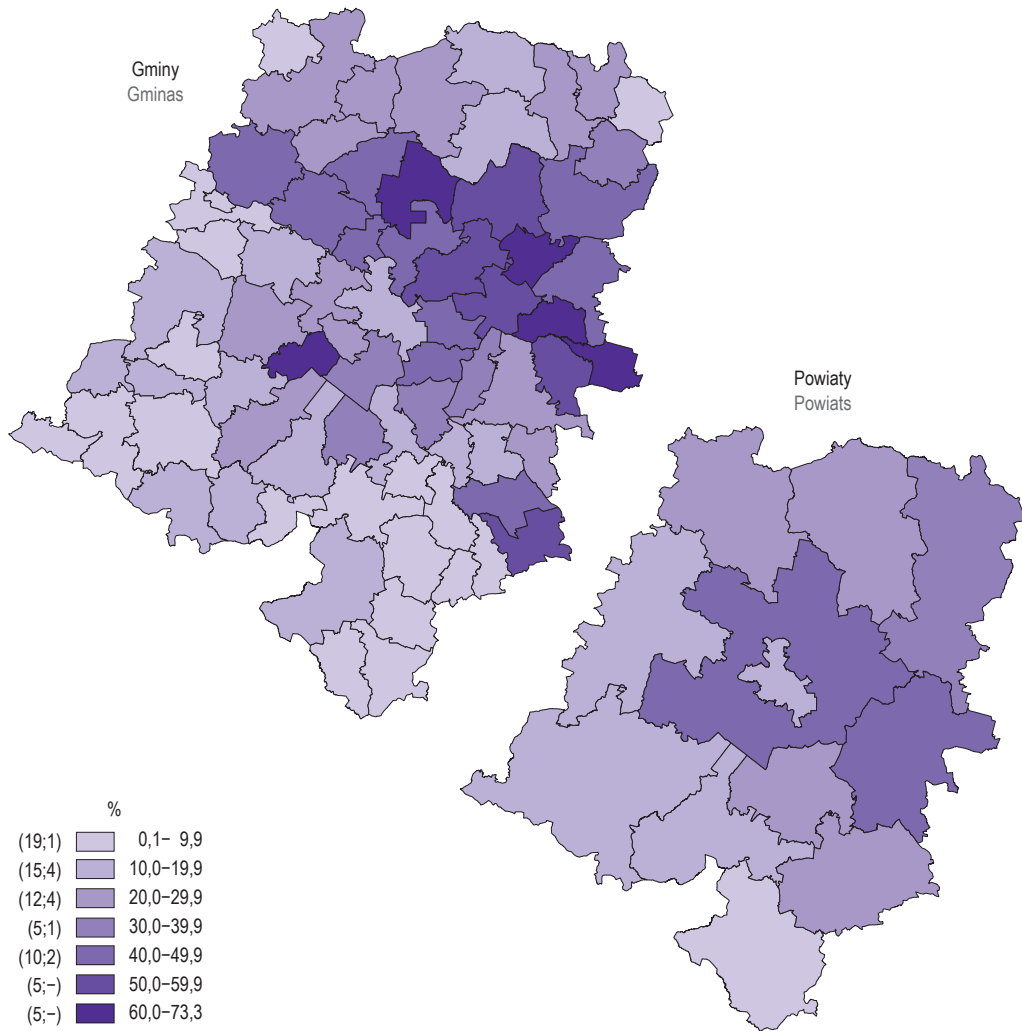 Gminy
Gminas
Powiaty
Powiats
%
(19;1) 0,1– 9,9
(15;4) 10,0–19,9
(12;4) 20,0–29,9
(5;1) 30,0–39,9
(10;2) 40,0–49,9
(5;–) 50,0–59,9
(5;–) 60,0–73,3